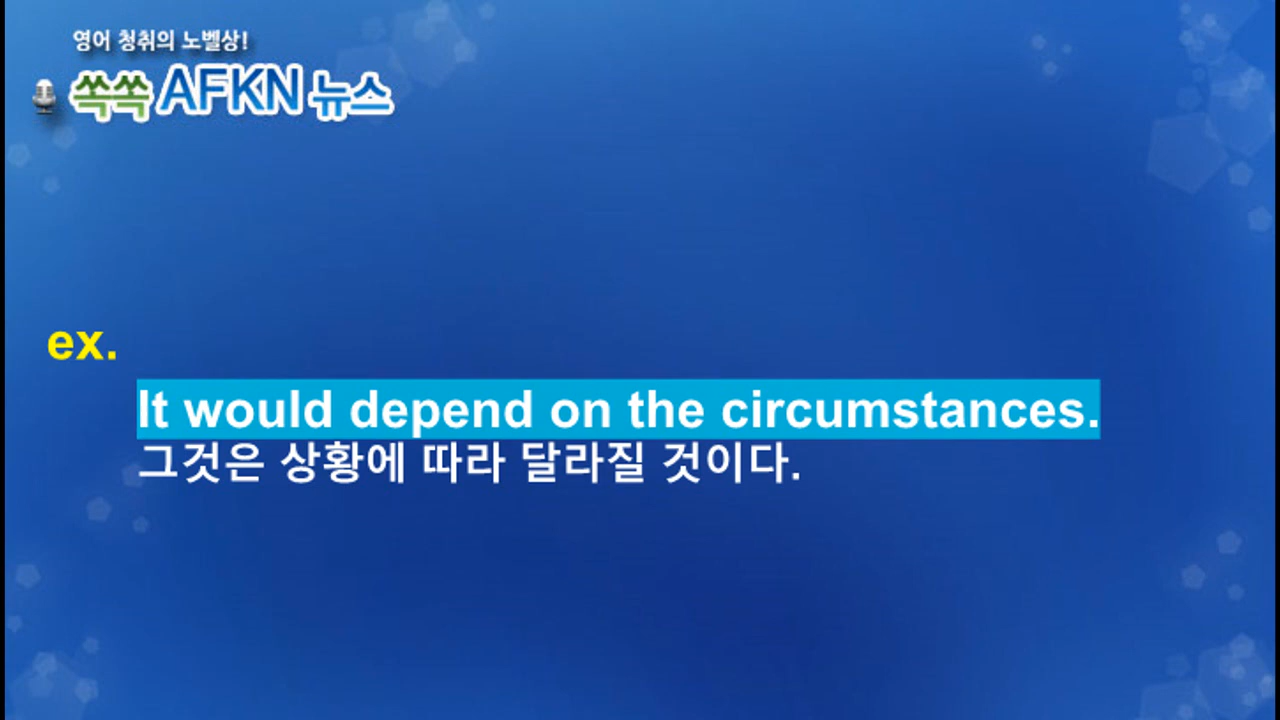 영어 청취의 노벨상!
쏙쏙 AFKN 뉴스
ex.
It would depend on the circumstances.
그것은 상황에 따라 달라질 것이다.